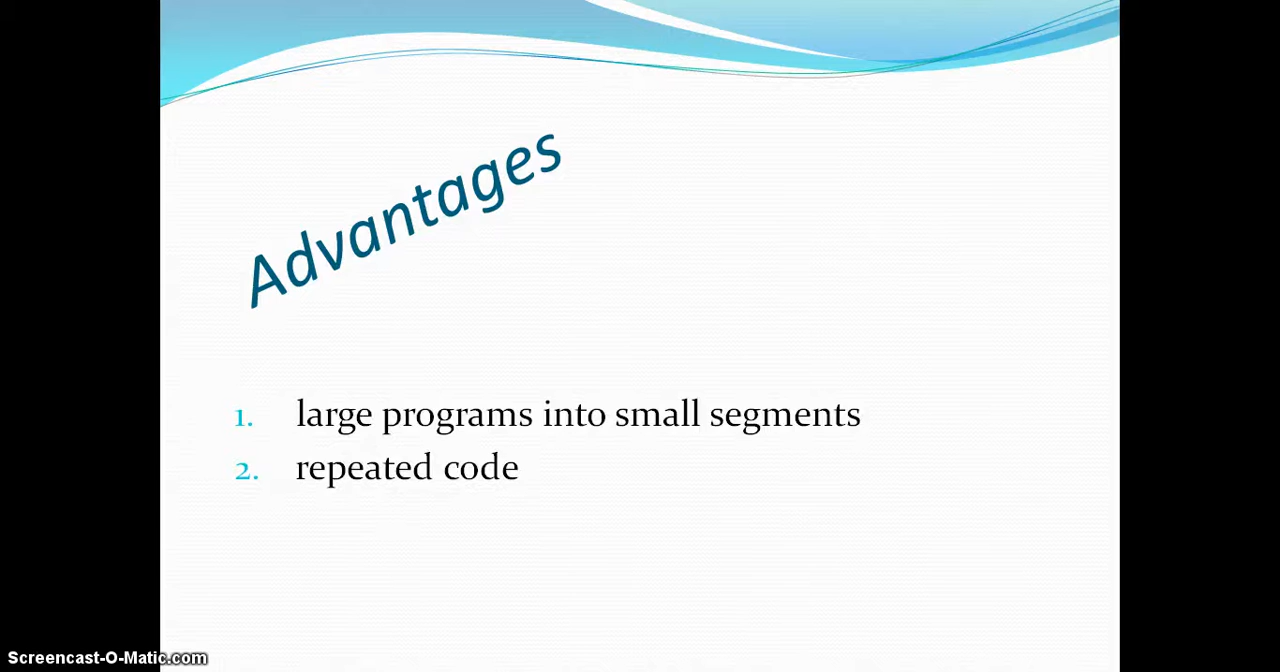 Advantages
1. large programs into small segments
2. repeated code
Screencast-O-Matic.com